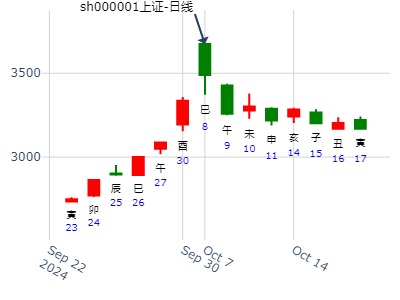 sh000001上证-日线
3500
3000
寅
23
卯
24
辰
25
巳
26
午
27
酉
30
巳
8
午
9
未
10
申
11
亥
14
子
15
丑
16
寅
17
Sep 22
2024
Sep 30
Oct 7
Oct 14